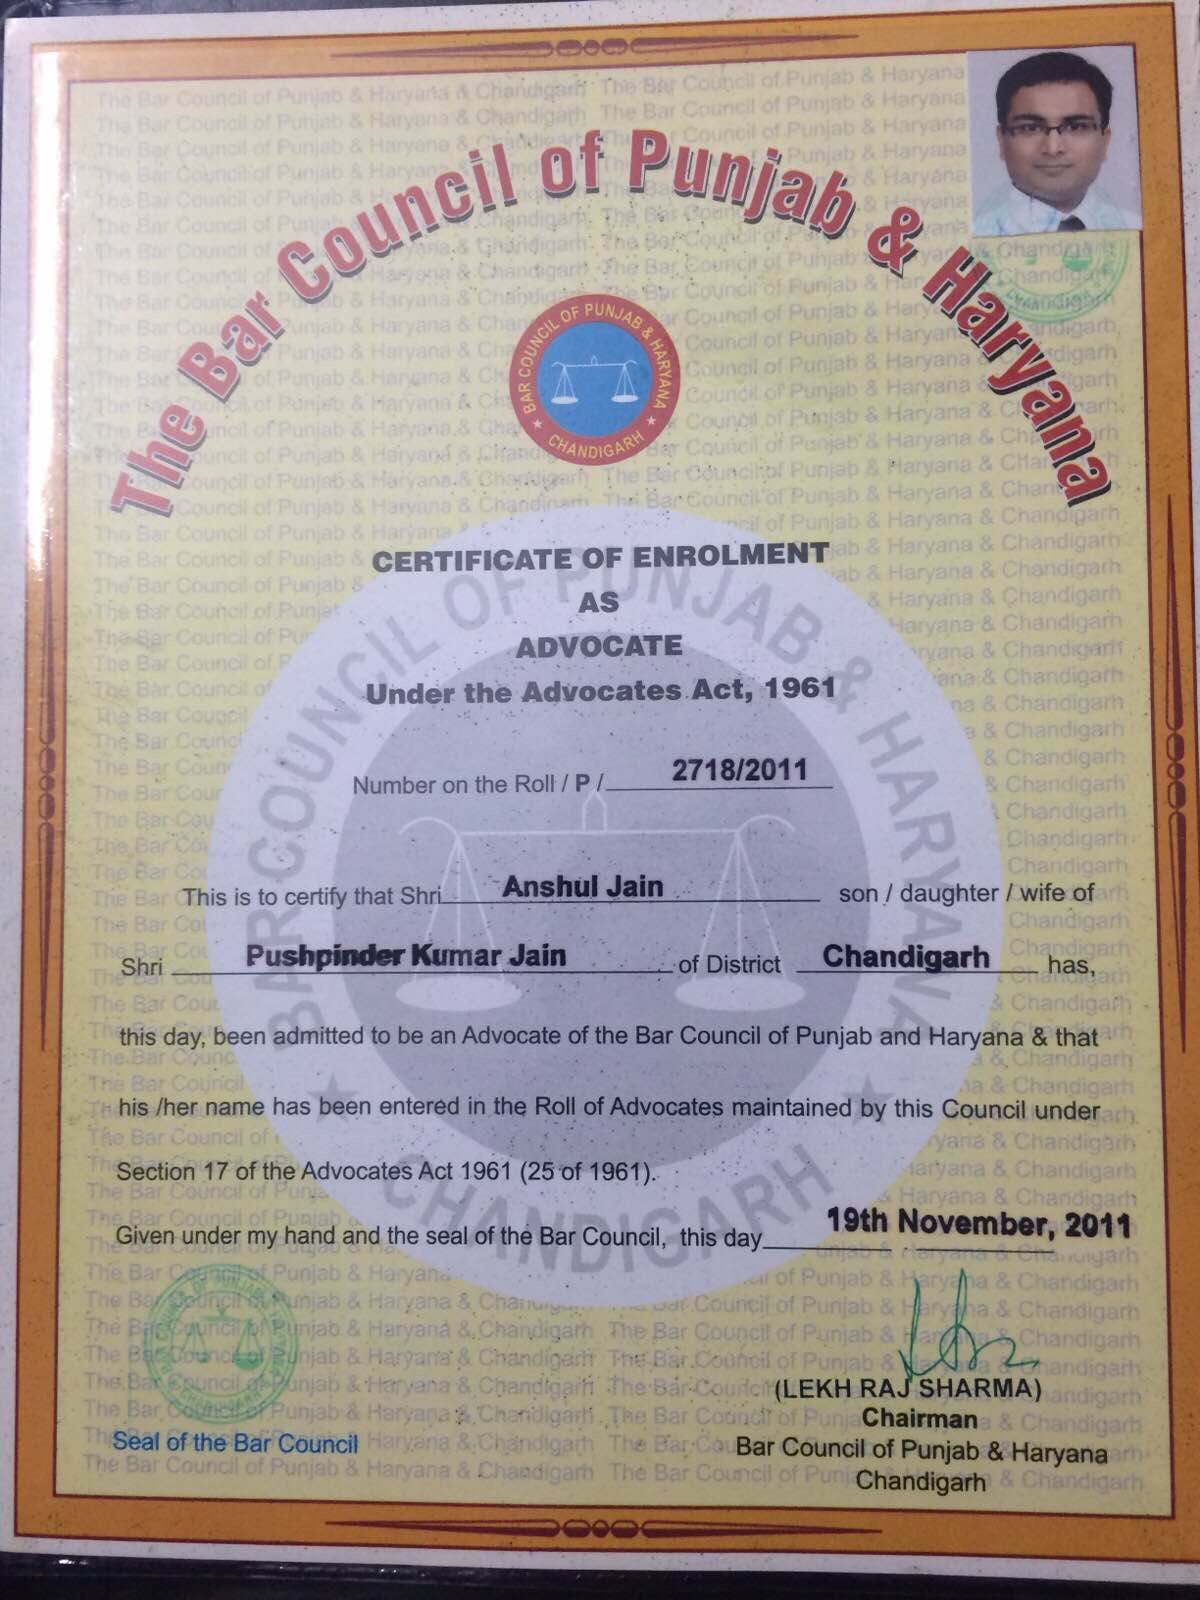 The Bar Council of Punjab & Haryana
BAR COUNCIL OF PUNJAB & HARYANA
★ CHANDIGARH ★
CERTIFICATE OF ENROLMENT
AS
ADVOCATE
Under the Advocates Act, 1961
Number on the Roll / P / 2718/2011
This is to certify that Shri Anshul Jain son / daughter / wife of
Shri Pushpinder Kumar Jain of District Chandigarh has,
this day, been admitted to be an Advocate of the Bar Council of Punjab and Haryana & that
his /her name has been entered in the Roll of Advocates maintained by this Council under
Section 17 of the Advocates Act 1961 (25 of 1961).
Given under my hand and the seal of the Bar Council, this day 19th November, 2011
(LEKH RAJ SHARMA)
Chairman
Seal of the Bar Council
Bar Council of Punjab & Haryana
Chandigarh